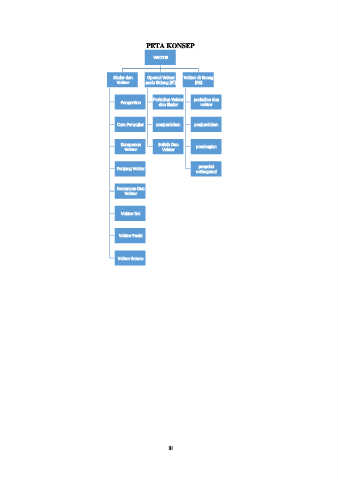 PETA KONSEP
VEKTOR
Skalar dan
Vektor
Operasi Vektor
pada Bidang (R²)
Vektor di Ruang
(R3)
Pengertian
Perkalian Vektor
dan Skalar
perkalian dua
vektor
Cara Penyajian
penjumlahan
penjumlahan
Komponen
Vektor
Selisih Dua
Vektor
pembagian
Panjang Vektor
proyeksi
orthogonal
Kesamaan Dua
Vektor
Vektor Nol
Vektor Posisi
Vektor Satuan